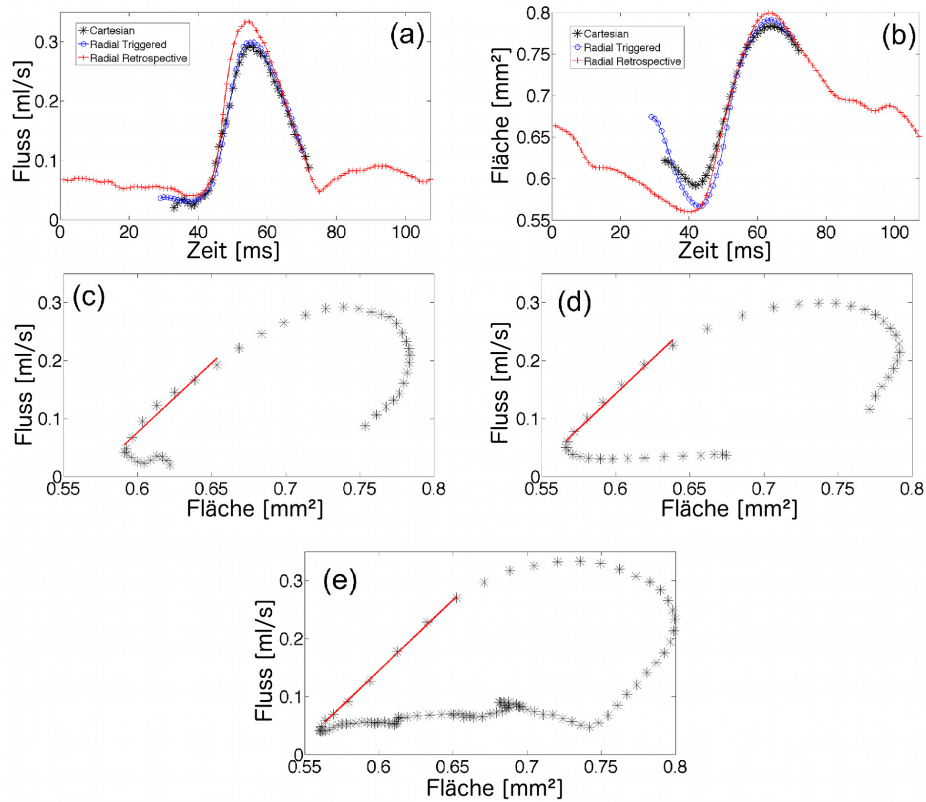 (a)
Cartesian
Radial Triggered
Radial Retrospective
Fluss [ml/s]
0.3
0.2
0.1
0
0 20 40 60 80 100
Zeit [ms]
(b)
Cartesian
Radial Triggered
Radial Retrospective
Fläche [mm²]
0.8
0.75
0.7
0.65
0.6
0.55
0 20 40 60 80 100
Zeit [ms]
(c)
Fluss [ml/s]
0.3
0.2
0.1
0
0.55 0.6 0.65 0.7 0.75 0.8
Fläche [mm²]
(d)
Fluss [ml/s]
0.3
0.2
0.1
0
0.55 0.6 0.65 0.7 0.75 0.8
Fläche [mm²]
(e)
Fluss [ml/s]
0.3
0.2
0.1
0
0.55 0.6 0.65 0.7 0.75 0.8
Fläche [mm²]